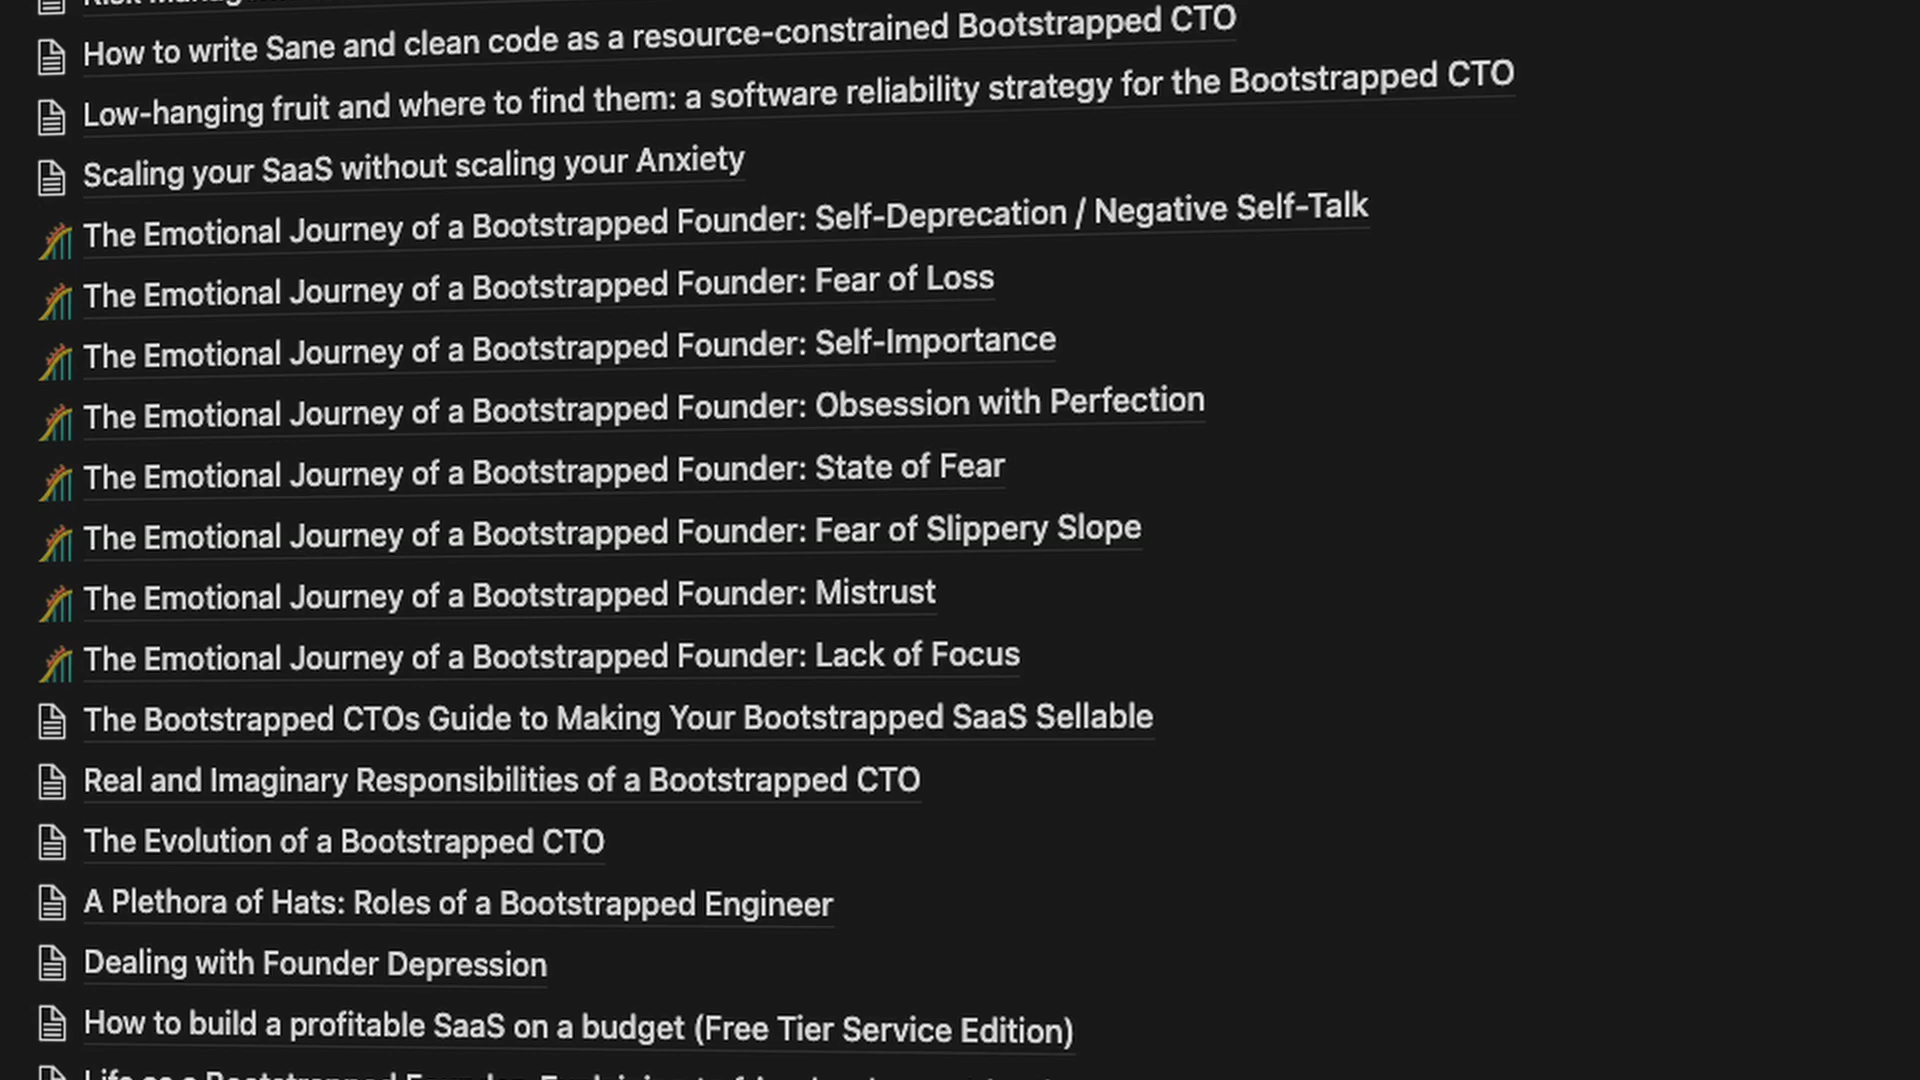 How to write Sane and clean code as a resource-constrained Bootstrapped CTO
Low-hanging fruit and where to find them: a software reliability strategy for the Bootstrapped CTO
Scaling your SaaS without scaling your Anxiety
The Emotional Journey of a Bootstrapped Founder: Self-Deprecation / Negative Self-Talk
The Emotional Journey of a Bootstrapped Founder: Fear of Loss
The Emotional Journey of a Bootstrapped Founder: Self-Importance
The Emotional Journey of a Bootstrapped Founder: Obsession with Perfection
The Emotional Journey of a Bootstrapped Founder: State of Fear
The Emotional Journey of a Bootstrapped Founder: Fear of Slippery Slope
The Emotional Journey of a Bootstrapped Founder: Mistrust
The Emotional Journey of a Bootstrapped Founder: Lack of Focus
The Bootstrapped CTOs Guide to Making Your Bootstrapped SaaS Sellable
Real and Imaginary Responsibilities of a Bootstrapped CTO
The Evolution of a Bootstrapped CTO
A Plethora of Hats: Roles of a Bootstrapped Engineer
Dealing with Founder Depression
How to build a profitable SaaS on a budget (Free Tier Service Edition)